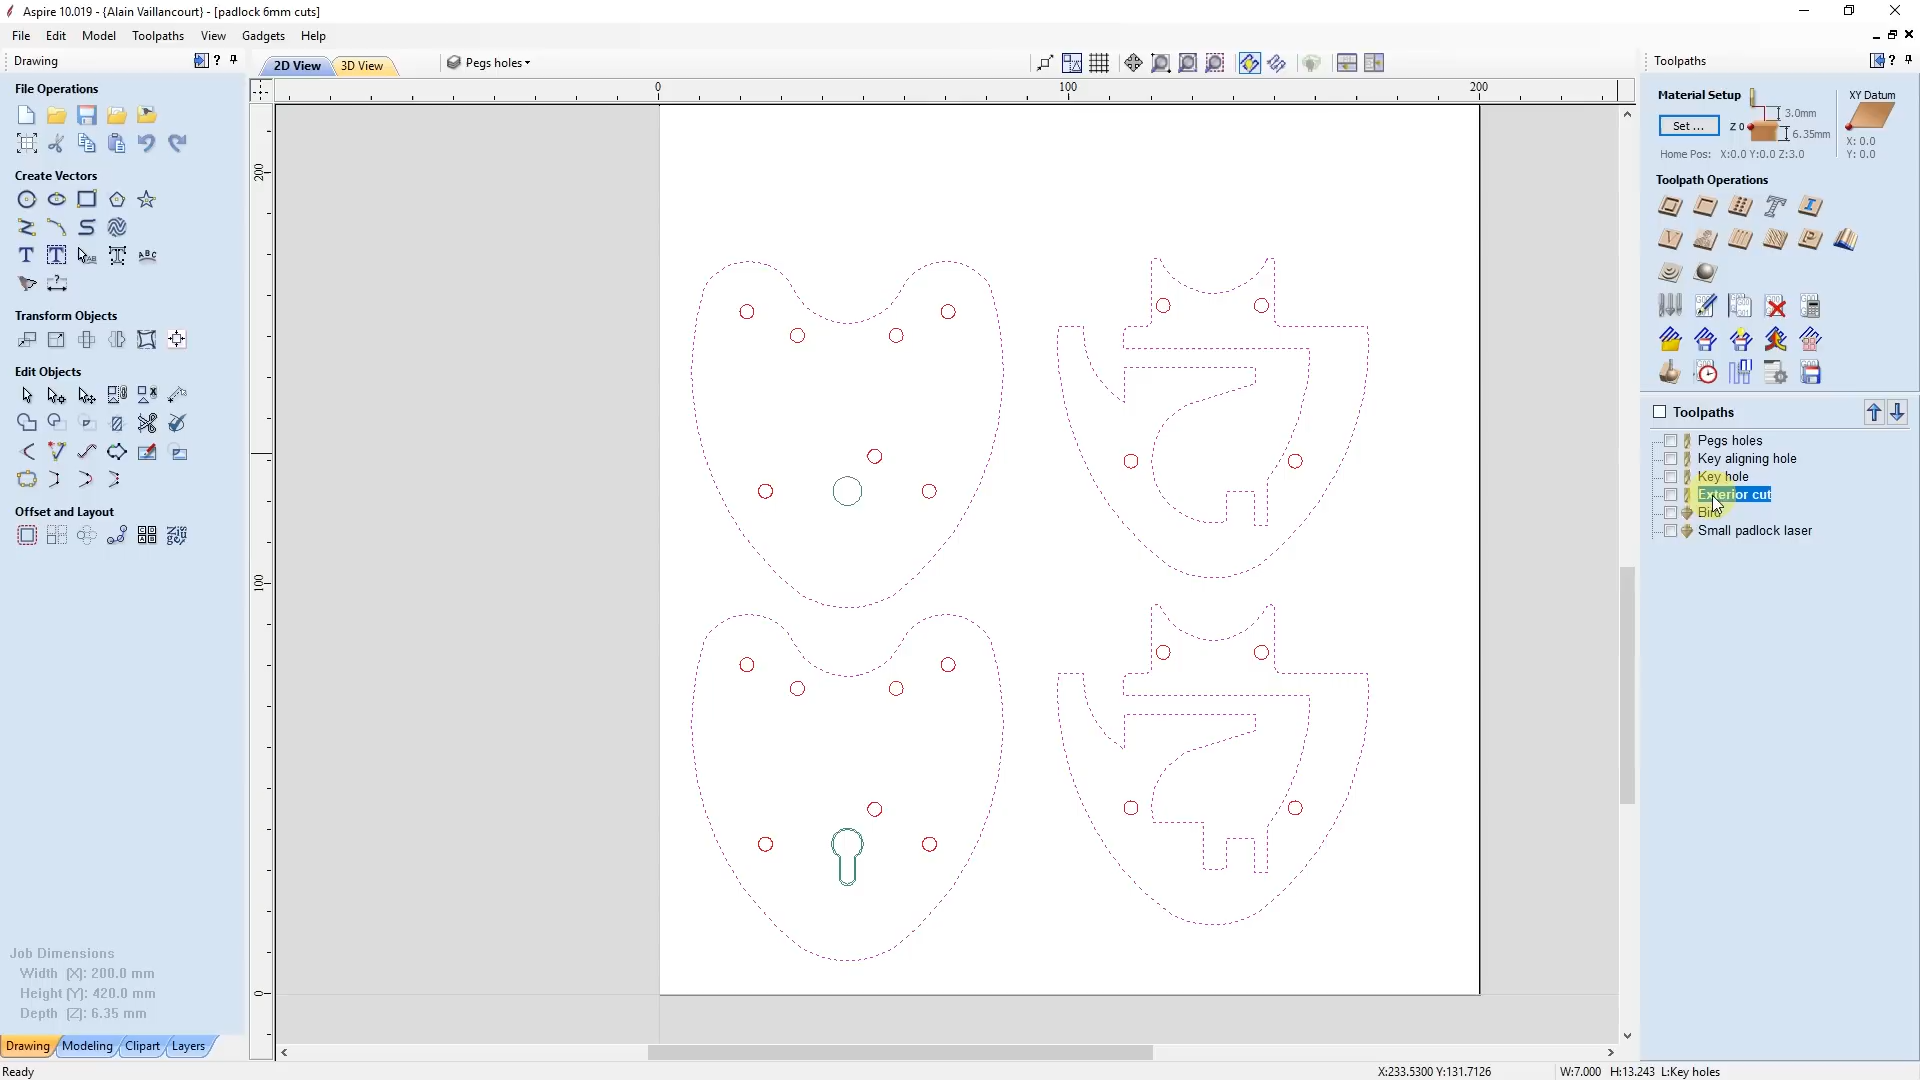 Aspire 10.019 - {Alain Vaillancourt} - [padlock 6mm cuts]
File Edit Model Toolpaths View Gadgets Help
Drawing
2D View 3D View Pegs holes
Toolpaths
File Operations
Create Vectors
Transform Objects
Edit Objects
Offset and Layout
Job Dimensions
Width (X): 200.0 mm
Height (Y): 420.0 mm
Depth (Z): 6.35 mm
Drawing Modeling Clipart Layers
Ready
0 100 200
200
100
0
Material Setup
XY Datum
Set ...
Z 0
3.0mm
6.35mm
X: 0.0
Y: 0.0
Home Pos: X:0.0 Y:0.0 Z:3.0
Toolpath Operations
Toolpaths
Pegs holes
Key aligning hole
Key hole
Exterior cut
Small padlock laser
X:233.5300 Y:131.7126
W:7.000 H:13.243 L:Key holes